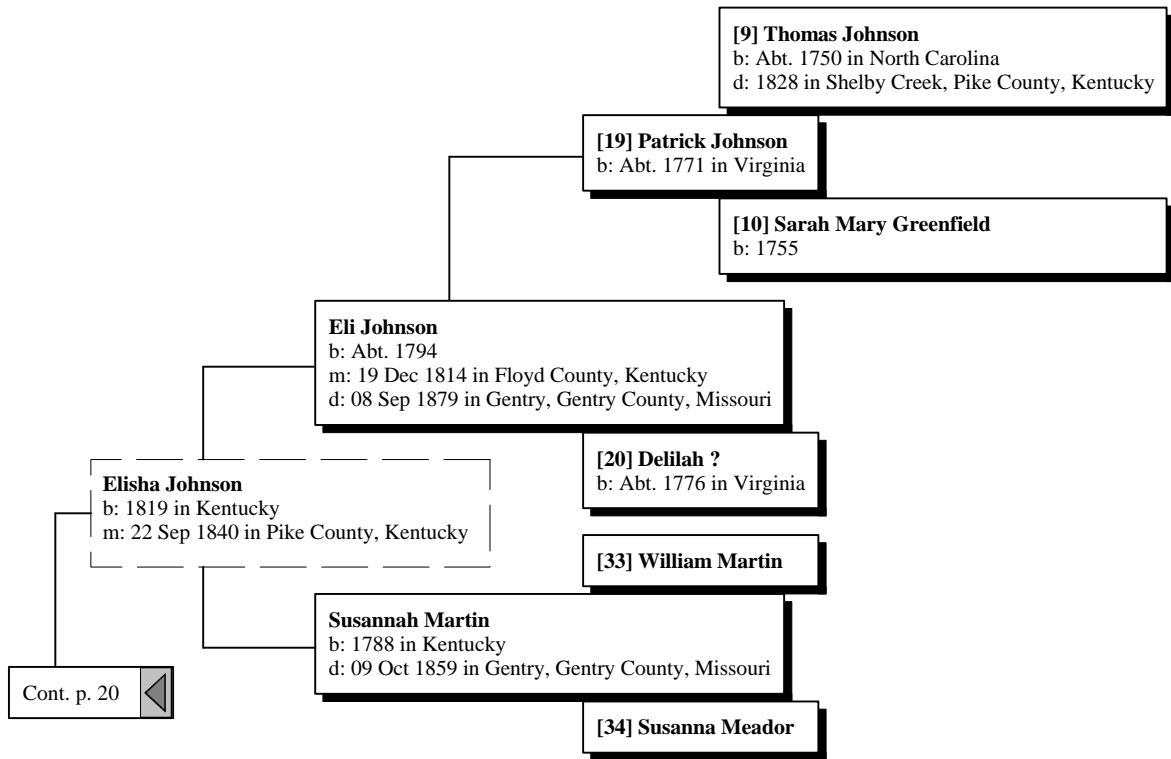 [9] Thomas Johnson
b: Abt. 1750 in North Carolina
d: 1828 in Shelby Creek, Pike County, Kentucky
[19] Patrick Johnson
b: Abt. 1771 in Virginia
[10] Sarah Mary Greenfield
b: 1755
Eli Johnson
b: Abt. 1794
m: 19 Dec 1814 in Floyd County, Kentucky
d: 08 Sep 1879 in Gentry, Gentry County, Missouri
[20] Delilah ?
b: Abt. 1776 in Virginia
Elisha Johnson
b: 1819 in Kentucky
m: 22 Sep 1840 in Pike County, Kentucky
[33] William Martin
Susannah Martin
b: 1788 in Kentucky
d: 09 Oct 1859 in Gentry, Gentry County, Missouri
Cont. p. 20
[34] Susanna Meador